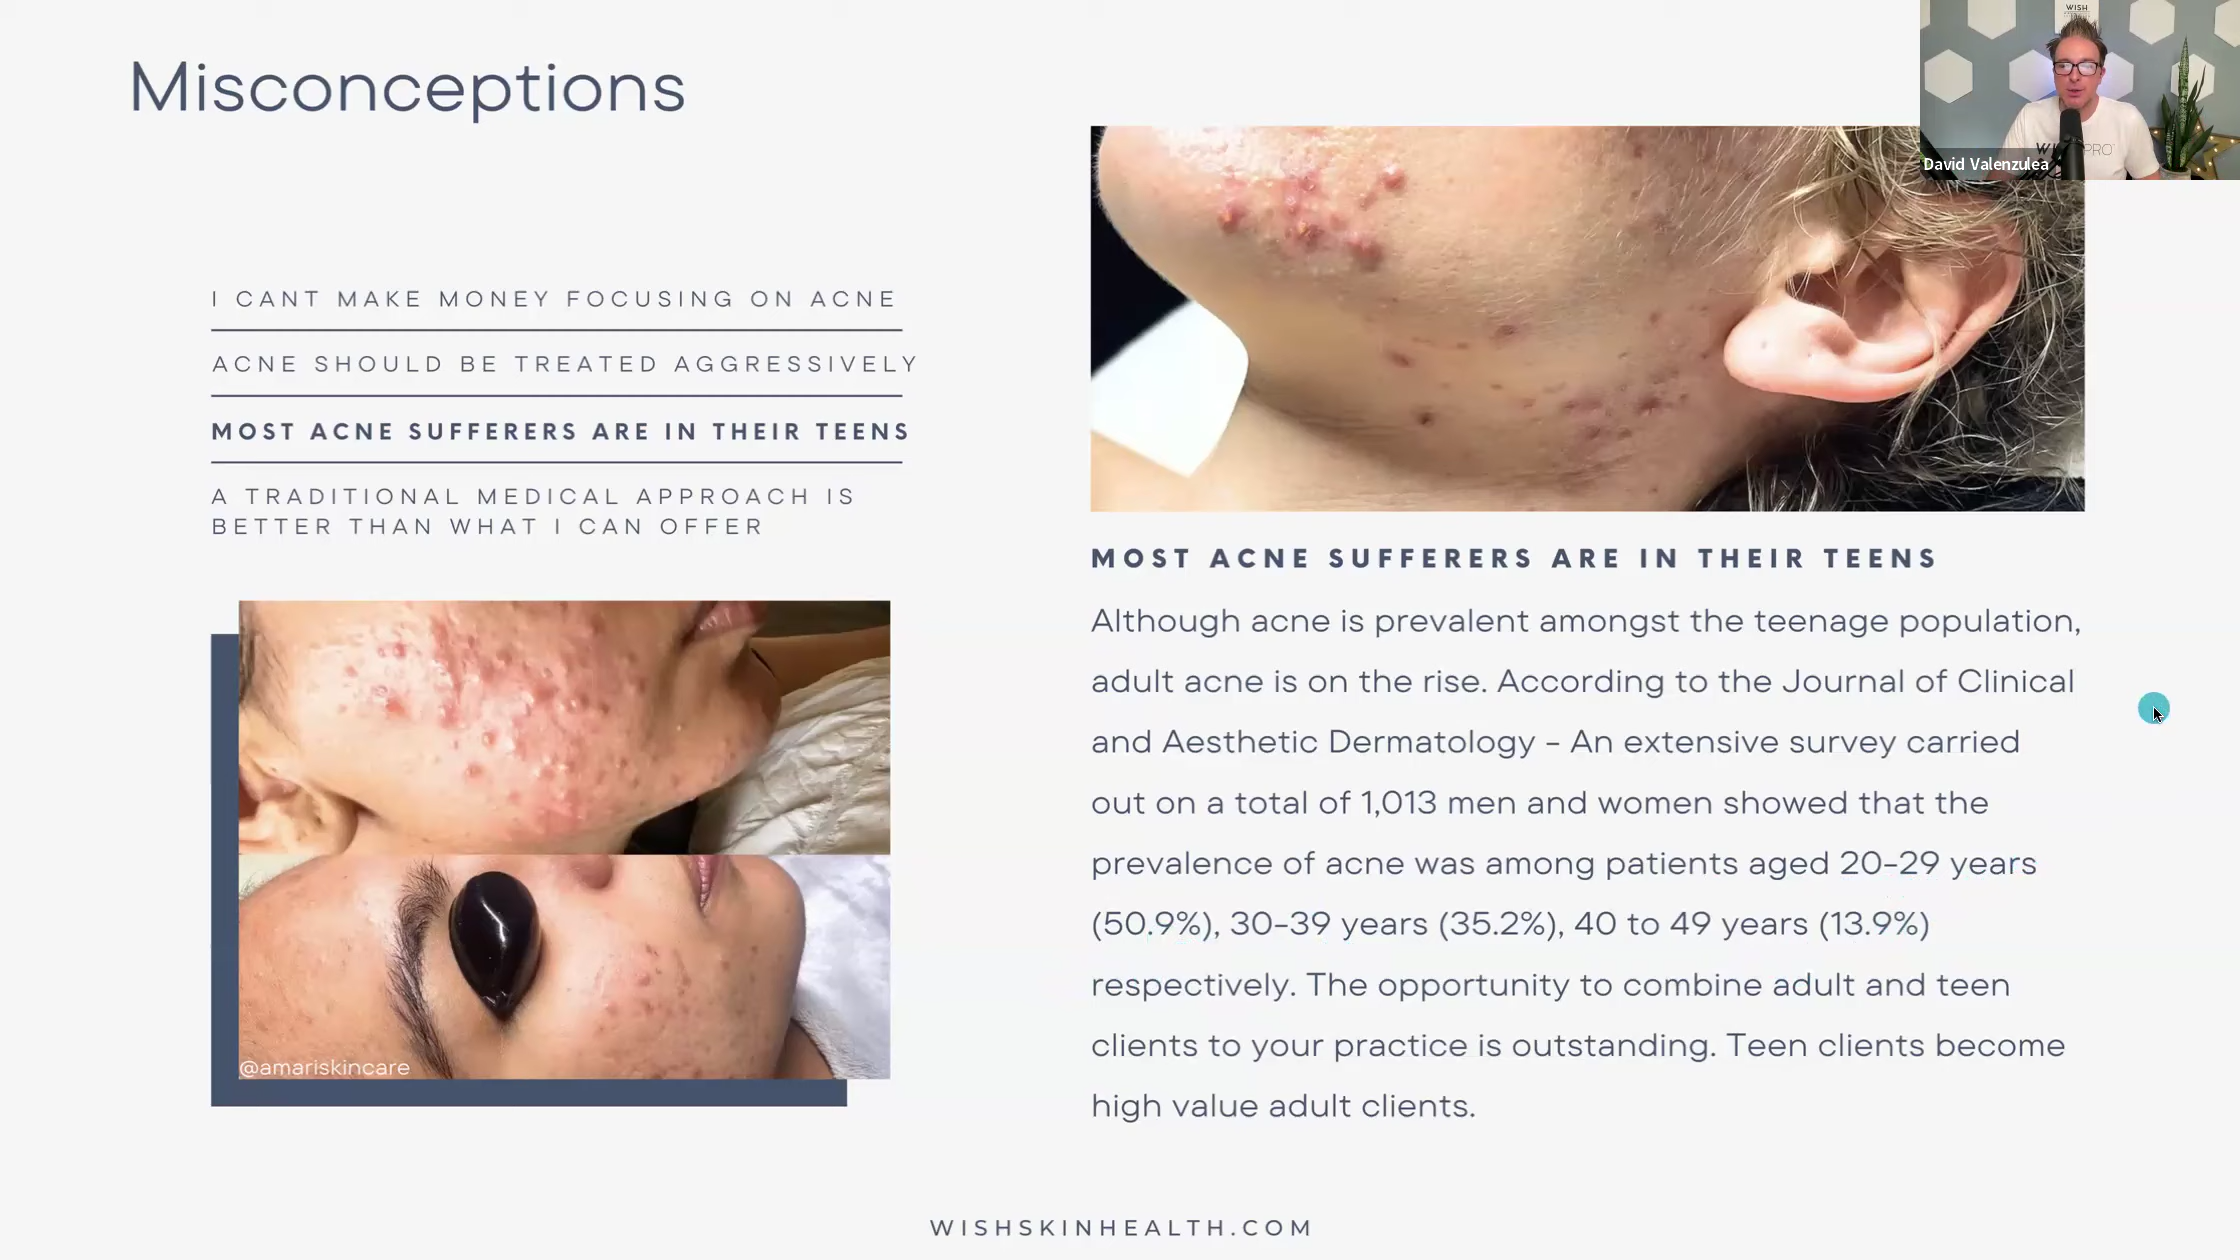 Misconceptions
WISH
W PRO
David Valenzulea
I CANT MAKE MONEY FOCUSING ON ACNE
ACNE SHOULD BE TREATED AGGRESSIVELY
MOST ACNE SUFFERERS ARE IN THEIR TEENS
A TRADITIONAL MEDICAL APPROACH IS
BETTER THAN WHAT I CAN OFFER
@amariskincare
MOST ACNE SUFFERERS ARE IN THEIR TEENS
Although acne is prevalent amongst the teenage population,
adult acne is on the rise. According to the Journal of Clinical
and Aesthetic Dermatology – An extensive survey carried
out on a total of 1,013 men and women showed that the
prevalence of acne was among patients aged 20–29 years
(50.9%), 30–39 years (35.2%), 40 to 49 years (13.9%)
respectively. The opportunity to combine adult and teen
clients to your practice is outstanding. Teen clients become
high value adult clients.
WISHSKINHEALTH.COM